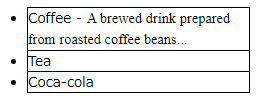 Coffee - A brewed drink prepared
from roasted coffee beans...
Tea
Coca-cola